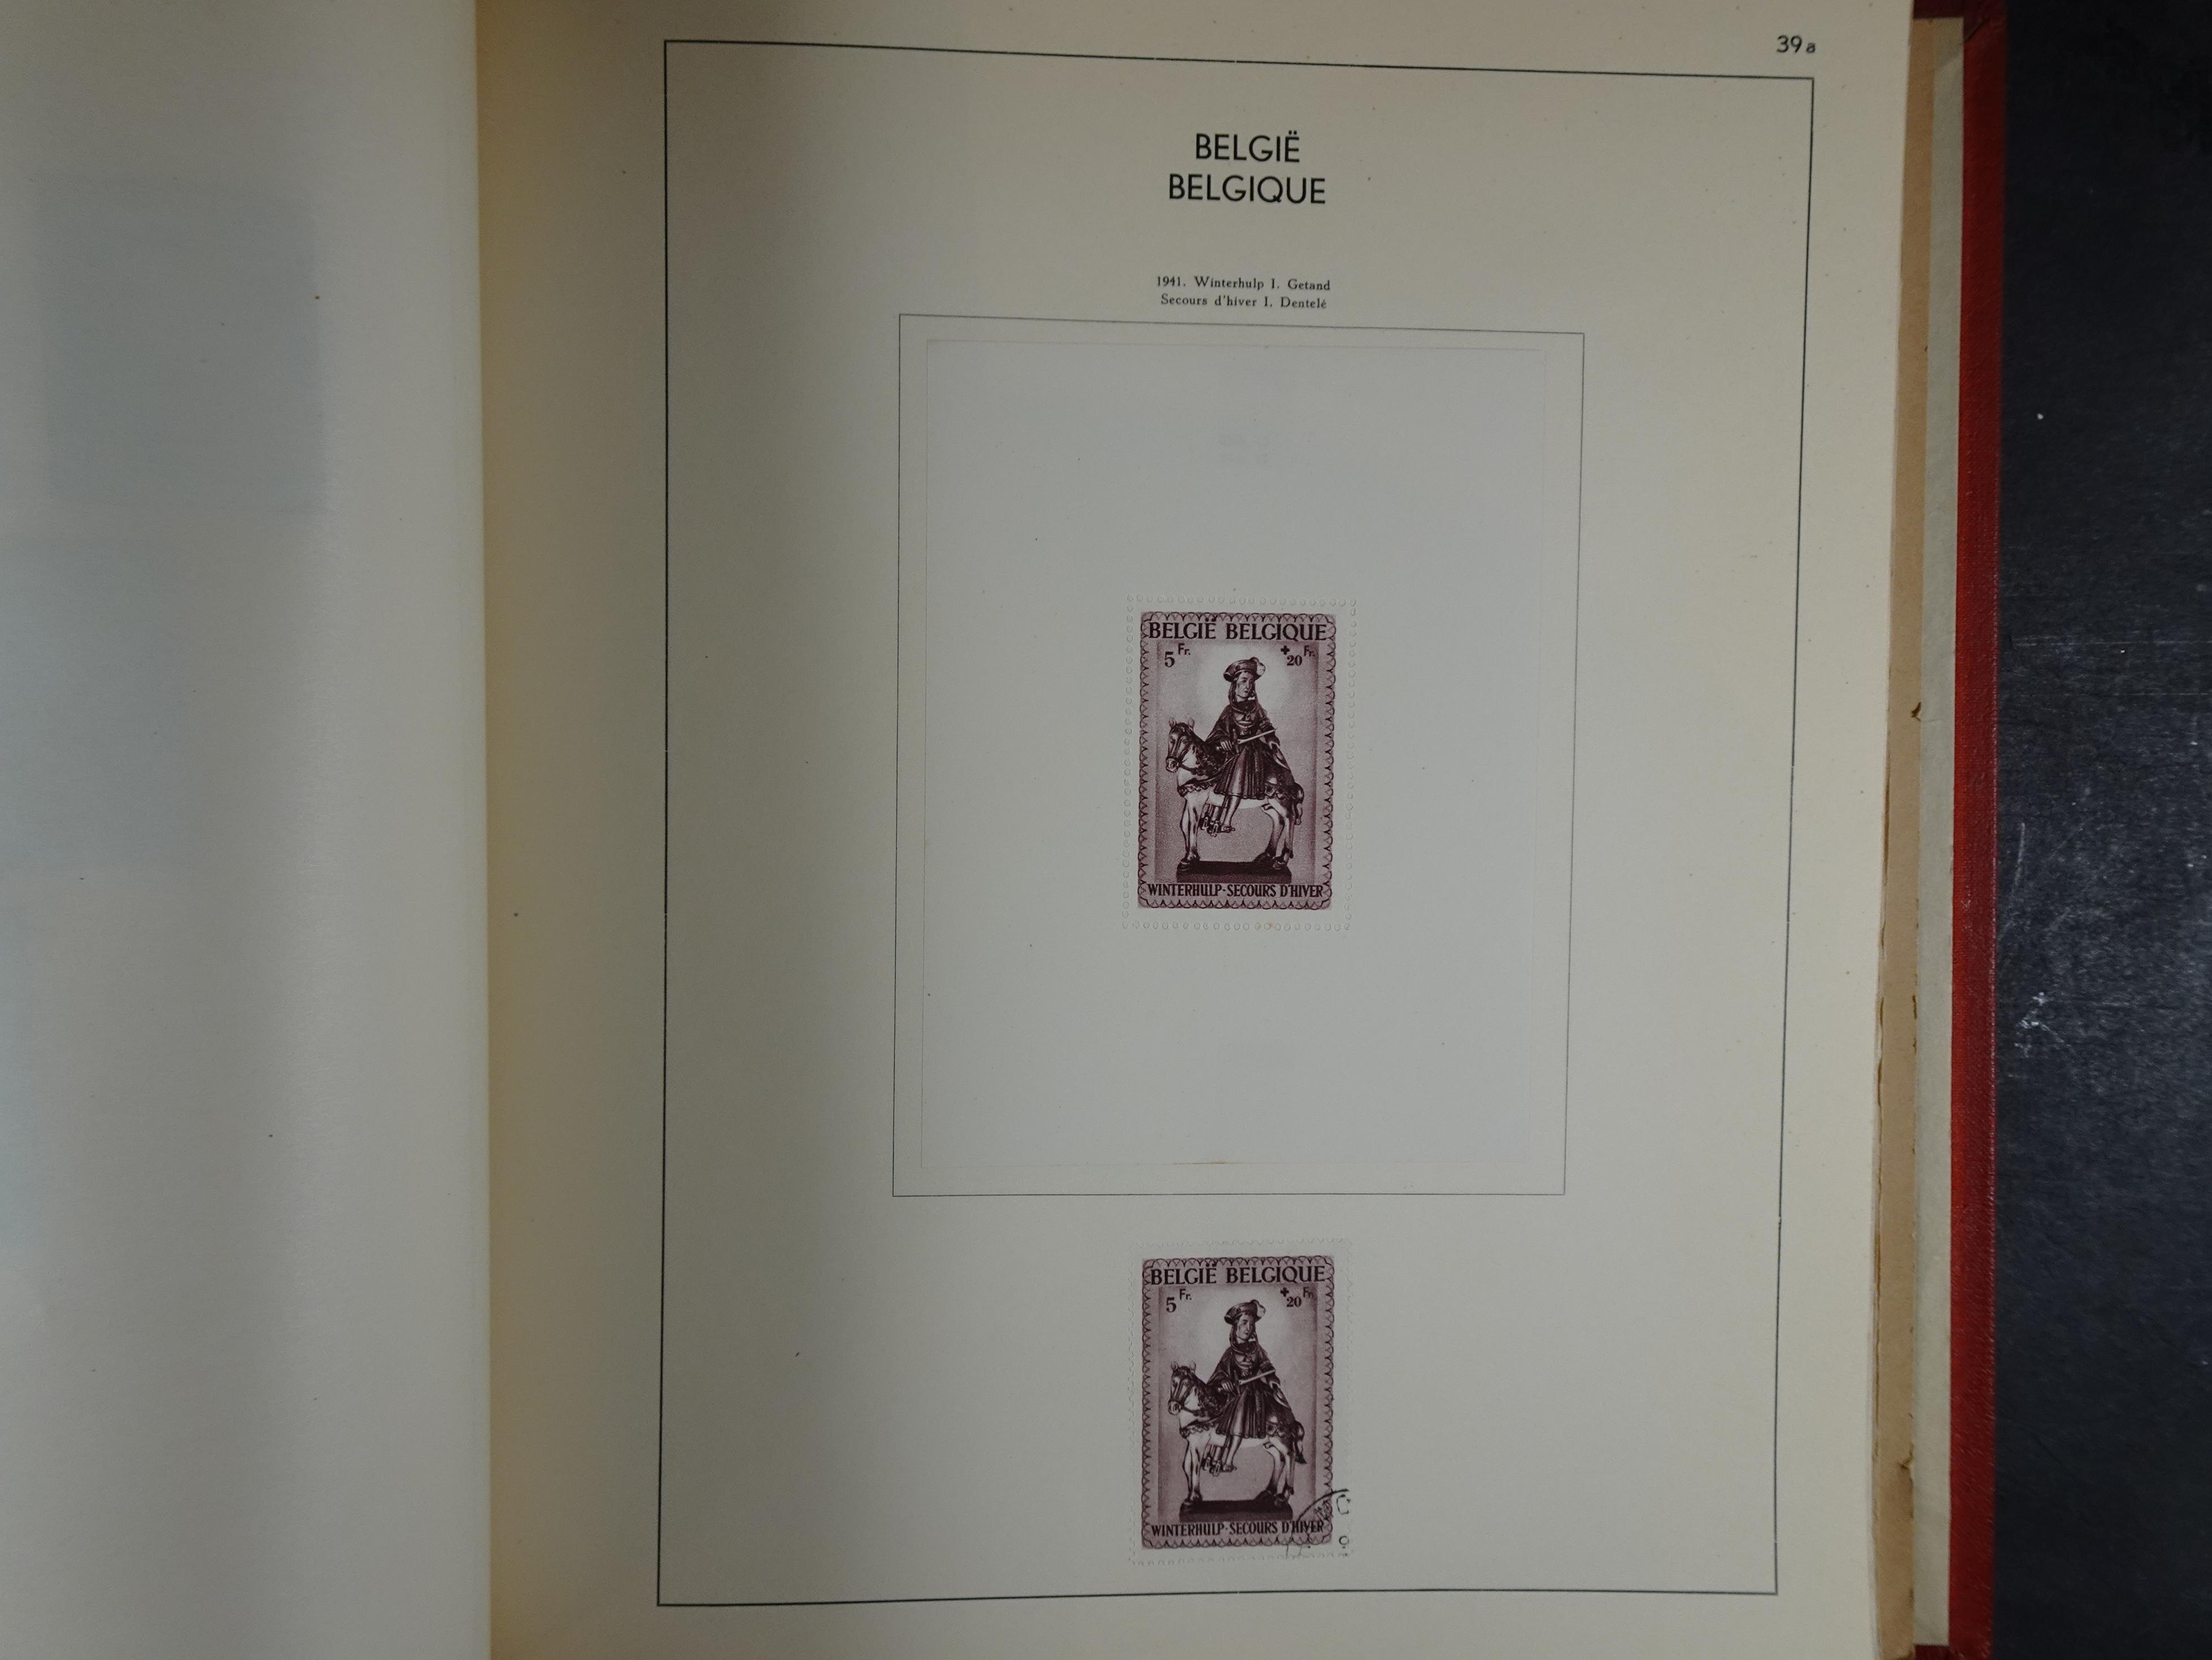 39a
BELGIË
BELGIQUE
1941. Winterhulp I. Getand
Secours d'hiver I. Dentelé
BELGIË BELGIQUE
5 Fr. +20 Fr.
WINTERHULP-SECOURS D'HIVER
BELGIË BELGIQUE
5 Fr. +20 Fr.
WINTERHULP-SECOURS D'HIVER